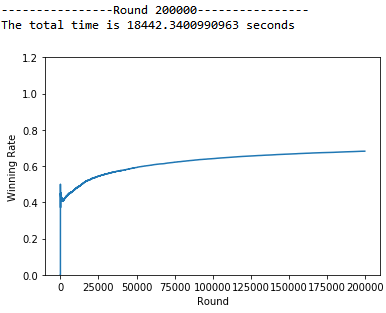 ---------------Round 200000---------------
The total time is 18442.3400990963 seconds
1.2
1.0
0.8
0.6
0.4
0.2
0.0
Winning Rate
0 25000 50000 75000 100000 125000 150000 175000 200000
Round